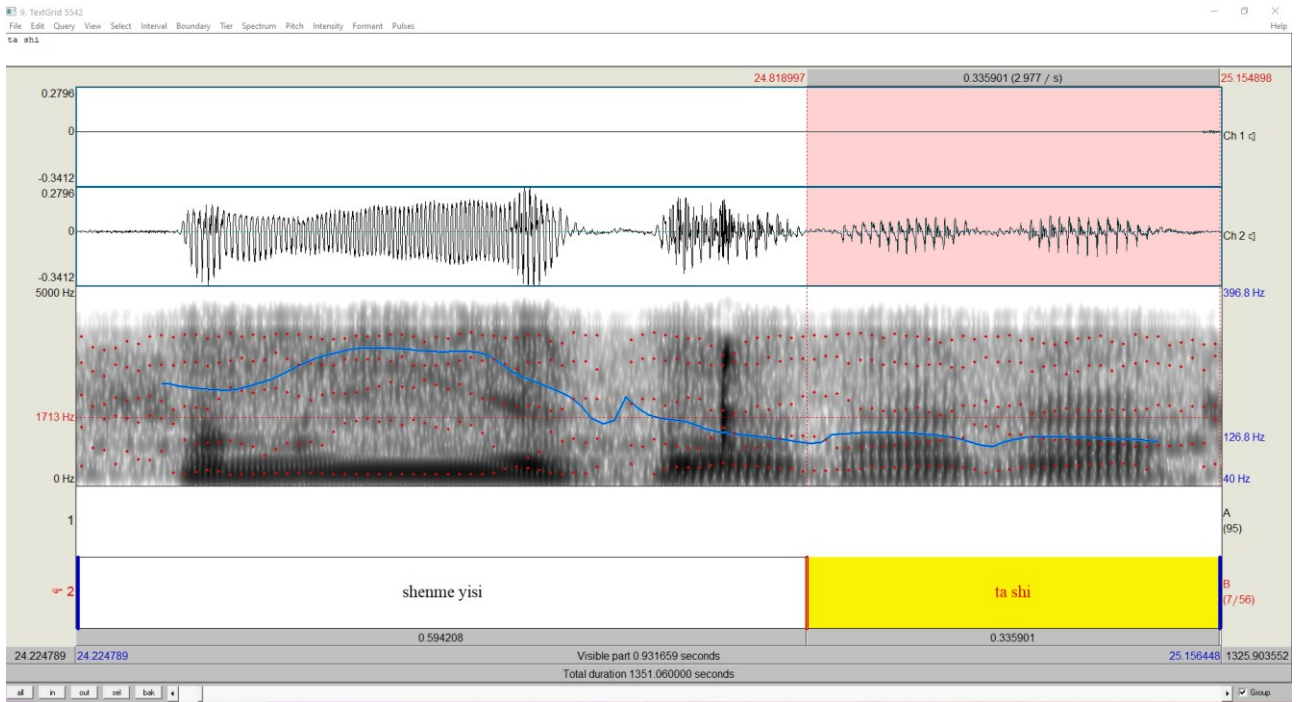 9. TextGrid 5542
File Edit Query View Select Interval Boundary Tier Spectrum Pitch Intensity Formant Pulses Help
ta shi
24.818997 0.335901 (2.977 / s) 25.154898
0.2796
0
-0.3412
Ch 1
0.2796
0
-0.3412
Ch 2
5000 Hz 396.8 Hz
1713 Hz
126.8 Hz
0 Hz 40 Hz
1 A
(95)
2 shenme yisi ta shi B
(7/56)
0.594208 0.335901
24.224789 24.224789 Visible part 0.931659 seconds 25.156448 1325.903552
Total duration 1351.060000 seconds
all in out sel bak Group